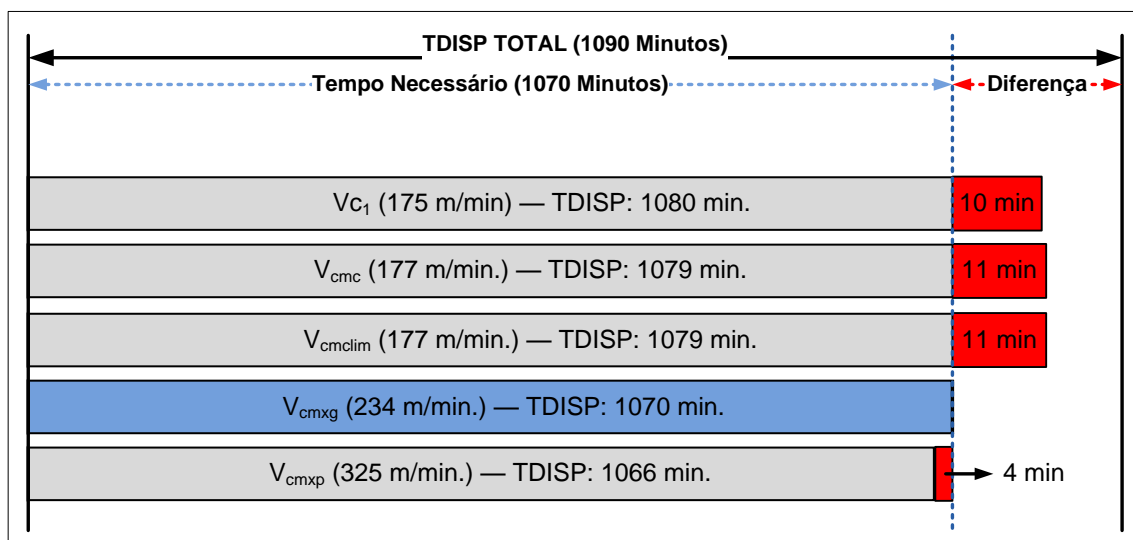 TDISP TOTAL (1090 Minutos)
Tempo Necessário (1070 Minutos) Diferença
Vc₁ (175 m/min) — TDISP: 1080 min. 10 min
Vcmc (177 m/min.) — TDISP: 1079 min. 11 min
Vcmclim (177 m/min.) — TDISP: 1079 min. 11 min
Vcmxg (234 m/min.) — TDISP: 1070 min.
Vcmxp (325 m/min.) — TDISP: 1066 min. 4 min